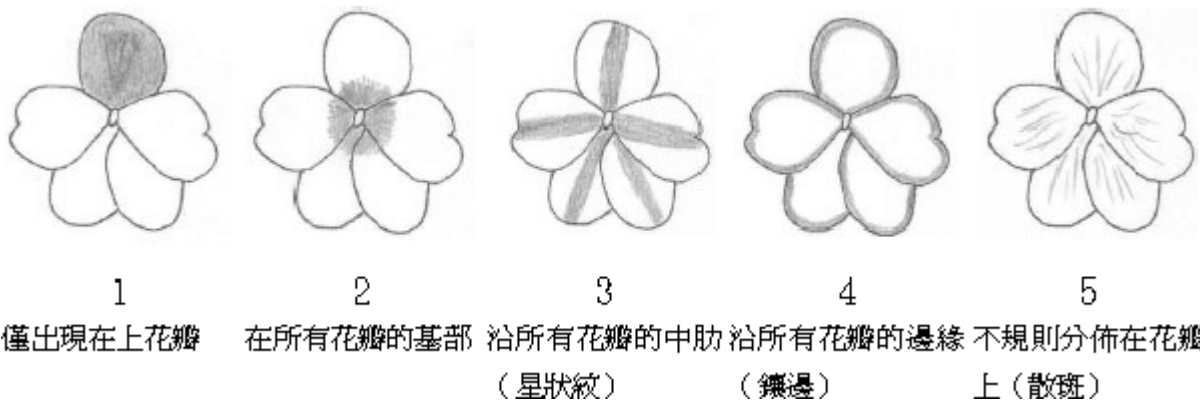 1 2 3 4 5
僅出現在上花瓣 在所有花瓣的基部 沿所有花瓣的中肋 沿所有花瓣的邊緣 不規則分佈在花瓣
(星狀紋) (鑲邊) 上(散斑)